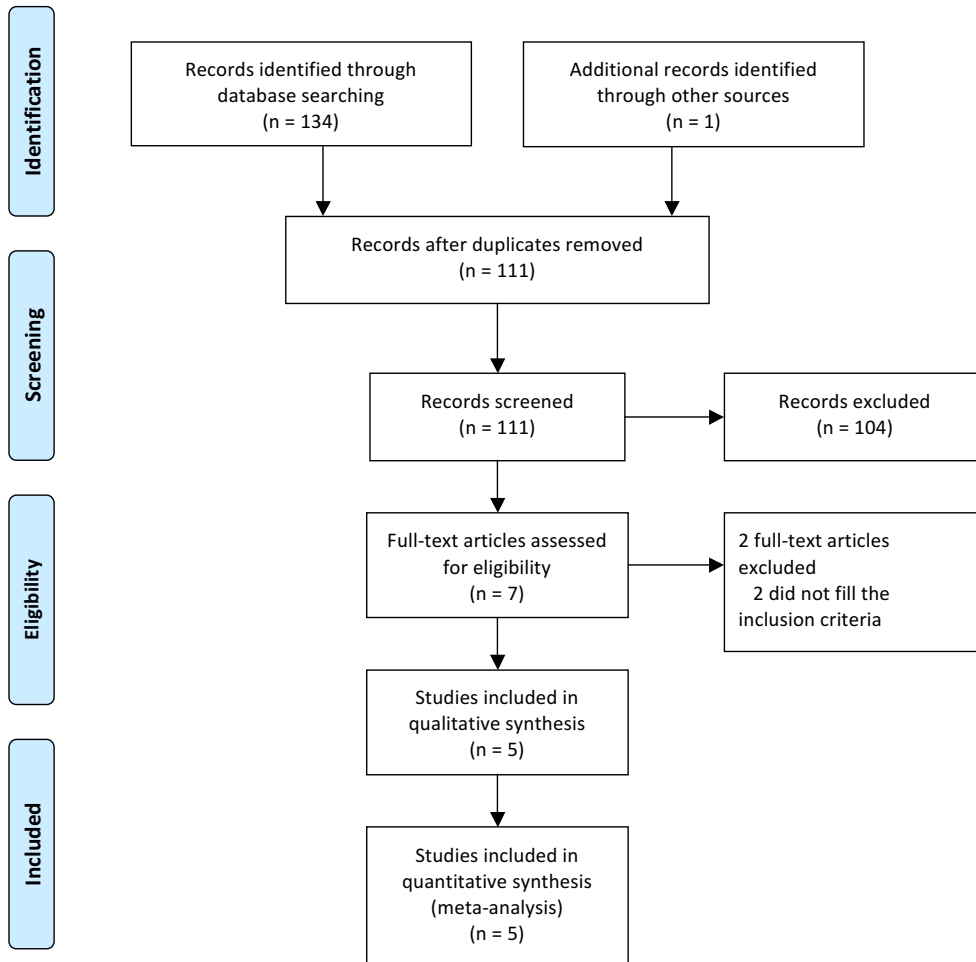 Identification
Records identified through
database searching
(n = 134)
Additional records identified
through other sources
(n = 1)
Records after duplicates removed
(n = 111)
Screening
Records screened
(n = 111)
Records excluded
(n = 104)
Eligibility
Full-text articles assessed
for eligibility
(n = 7)
2 full-text articles
excluded
2 did not fill the
inclusion criteria
Studies included in
qualitative synthesis
(n = 5)
Included
Studies included in
quantitative synthesis
(meta-analysis)
(n = 5)